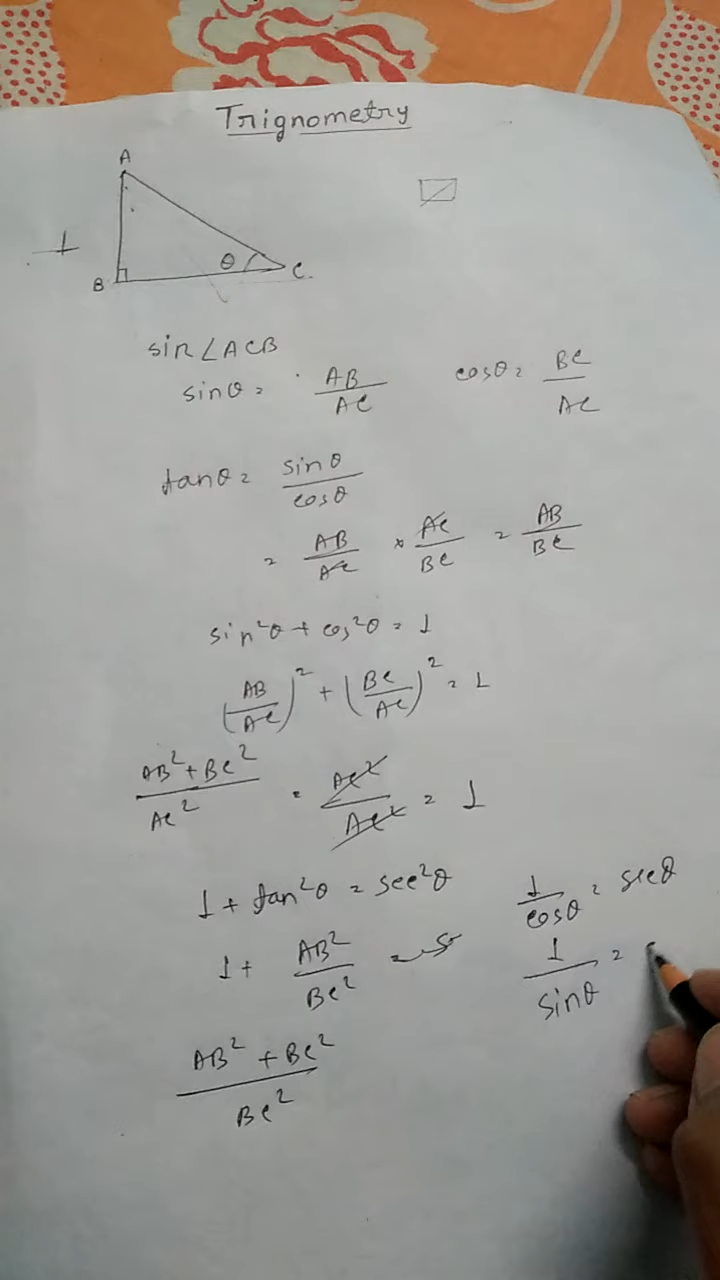 Trignometry
A
B
θ
C
⊥
sin∠ACB
sinθ = AB/AC
cosθ = BC/AC
tanθ = sinθ/cosθ
= AB/AC × AC/BC = AB/BC
sin²θ + cos²θ = 1
(AB/AC)² + (BC/AC)² = 1
AB² + BC²/AC² = AC²/AC² = 1
1 + tan²θ = sec²θ
1/cosθ = secθ
1 + AB²/BC² =
1/sinθ =
AB² + BC²/BC²